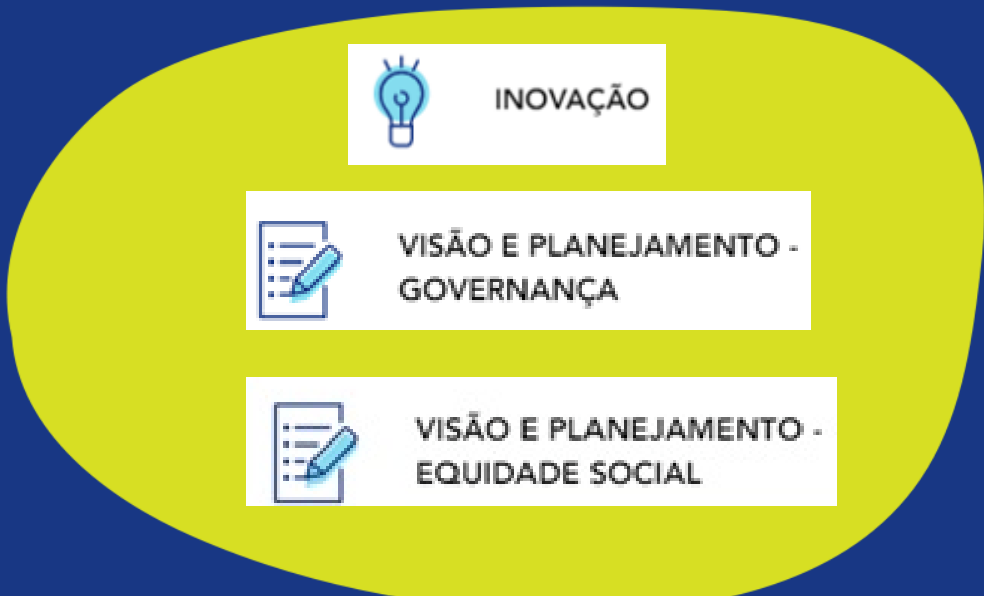 INOVAÇÃO
VISÃO E PLANEJAMENTO -
GOVERNANÇA
VISÃO E PLANEJAMENTO -
EQUIDADE SOCIAL